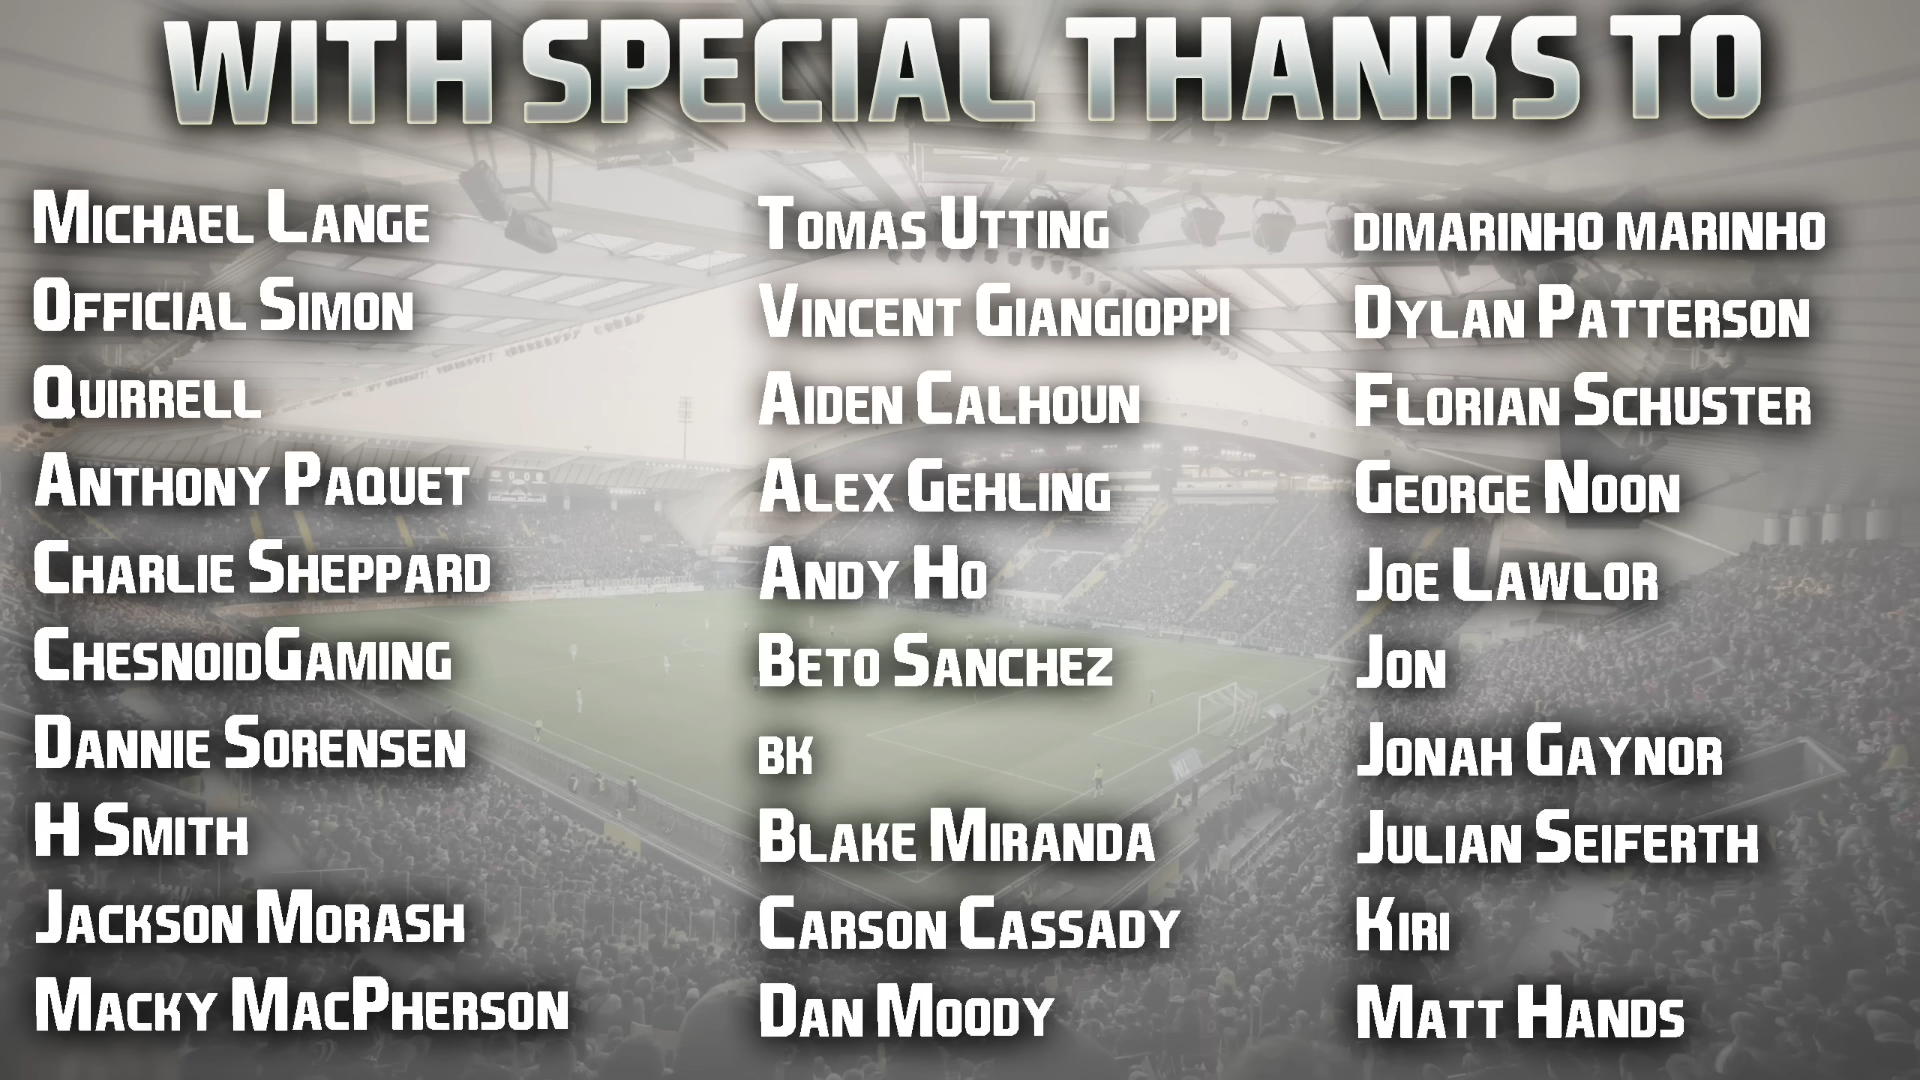 WITH SPECIAL THANKS TO
Michael Lange
Official Simon
Quirrell
Anthony Paquet
Charlie Sheppard
ChesnoidGaming
Dannie Sorensen
H Smith
Jackson Morash
Macky MacPherson
Tomas Utting
Vincent Giangioppi
Aiden Calhoun
Alex Gehling
Andy Ho
Beto Sanchez
bk
Blake Miranda
Carson Cassady
Dan Moody
dimarinho marinho
Dylan Patterson
Florian Schuster
George Noon
Joe Lawlor
Jon
Jonah Gaynor
Julian Seiferth
Kiri
Matt Hands